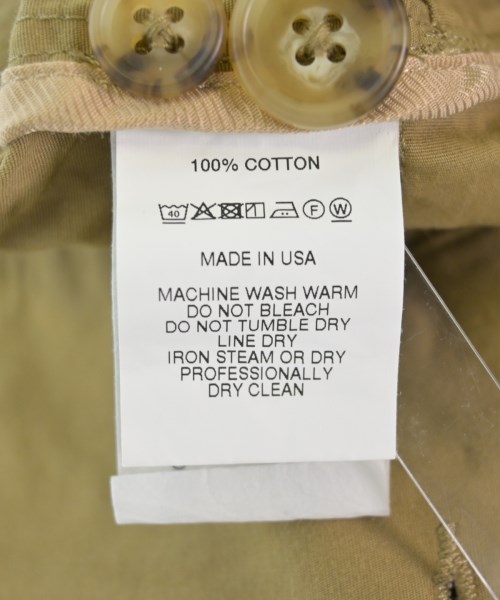 100% COTTON
40 F W
MADE IN USA
MACHINE WASH WARM
DO NOT BLEACH
DO NOT TUMBLE DRY
LINE DRY
IRON STEAM OR DRY
PROFESSIONALLY
DRY CLEAN